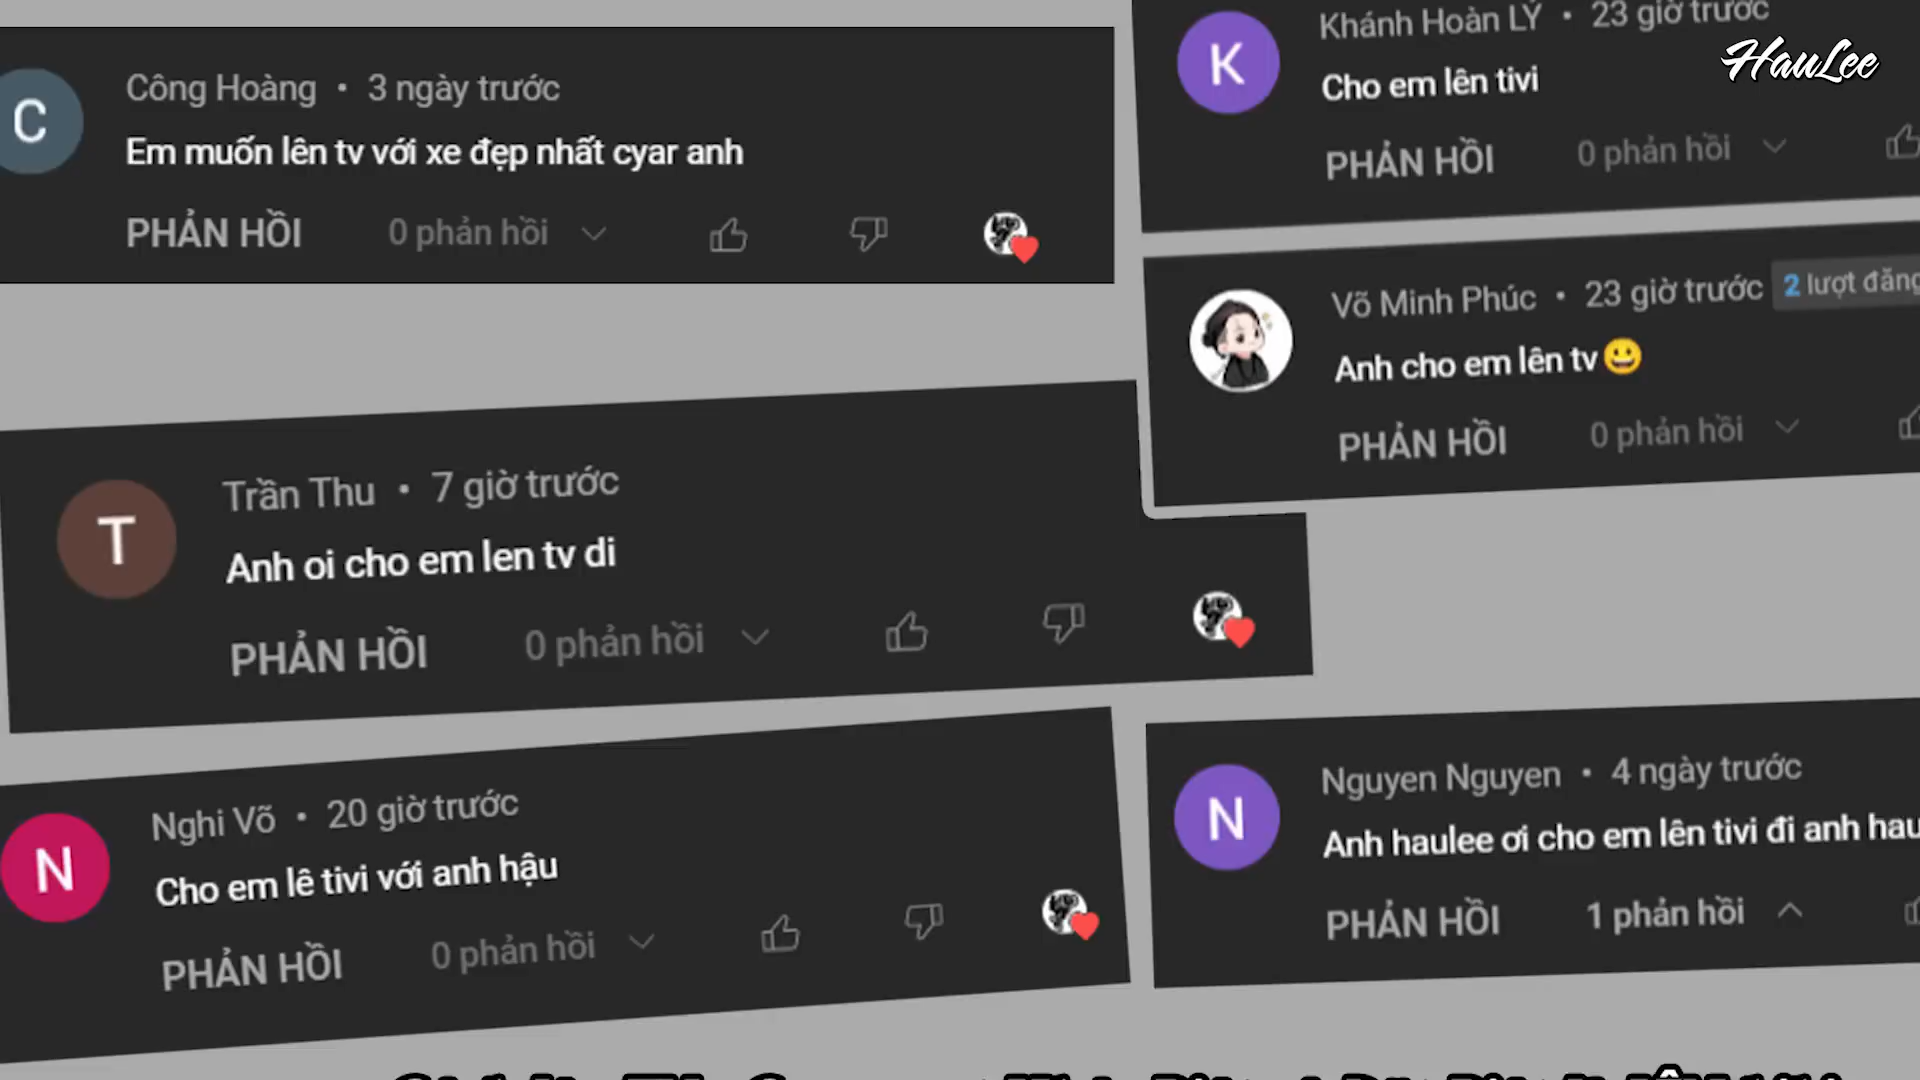 C
Công Hoàng • 3 ngày trước
Em muốn lên tv với xe đẹp nhất cyar anh
PHẢN HỒI 0 phản hồi
K
Khánh Hoàn LÝ • 23 giờ trước
HauLee
Cho em lên tivi
PHẢN HỒI 0 phản hồi
Võ Minh Phúc • 23 giờ trước 2 lượt đăng
Anh cho em lên tv😀
PHẢN HỒI 0 phản hồi
T
Trần Thu • 7 giờ trước
Anh oi cho em len tv di
PHẢN HỒI 0 phản hồi
N
Nghi Võ • 20 giờ trước
Cho em lê tivi với anh hậu
PHẢN HỒI 0 phản hồi
N
Nguyen Nguyen • 4 ngày trước
Anh haulee ơi cho em lên tivi đi anh hau
PHẢN HỒI 1 phản hồi